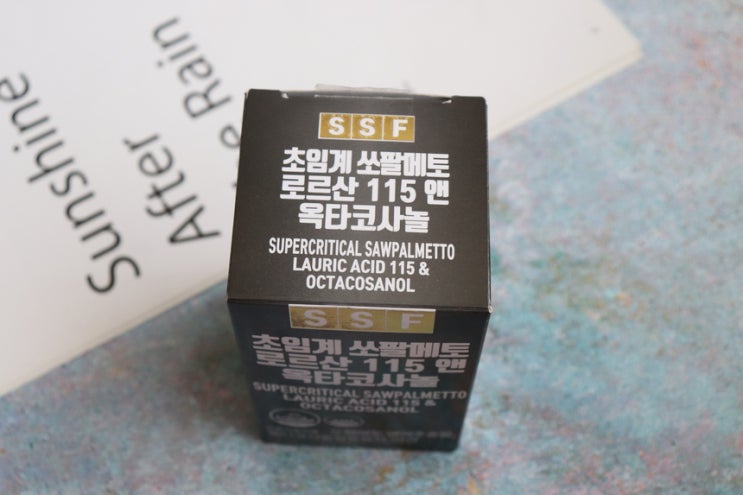 Sunshine
After
e Rain
SSF
초임계 쏘팔메토
로르산 115 앤
옥타코사놀
SUPERCRITICAL SAWPALMETTO
LAURIC ACID 115 &
OCTACOSANOL
SSF
초임계 쏘팔메토
로르산 115 앤
옥타코사놀
SUPERCRITICAL SAWPALMETTO
LAURIC ACID 115 &
OCTACOSANOL